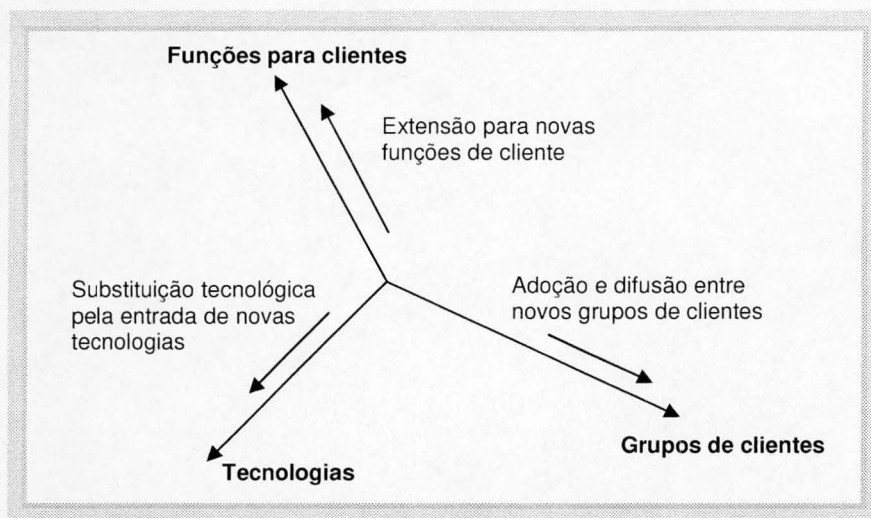 Funções para clientes
Extensão para novas
funções de cliente
Substituição tecnológica
pela entrada de novas
tecnologias
Adoção e difusão entre
novos grupos de clientes
Grupos de clientes
Tecnologias